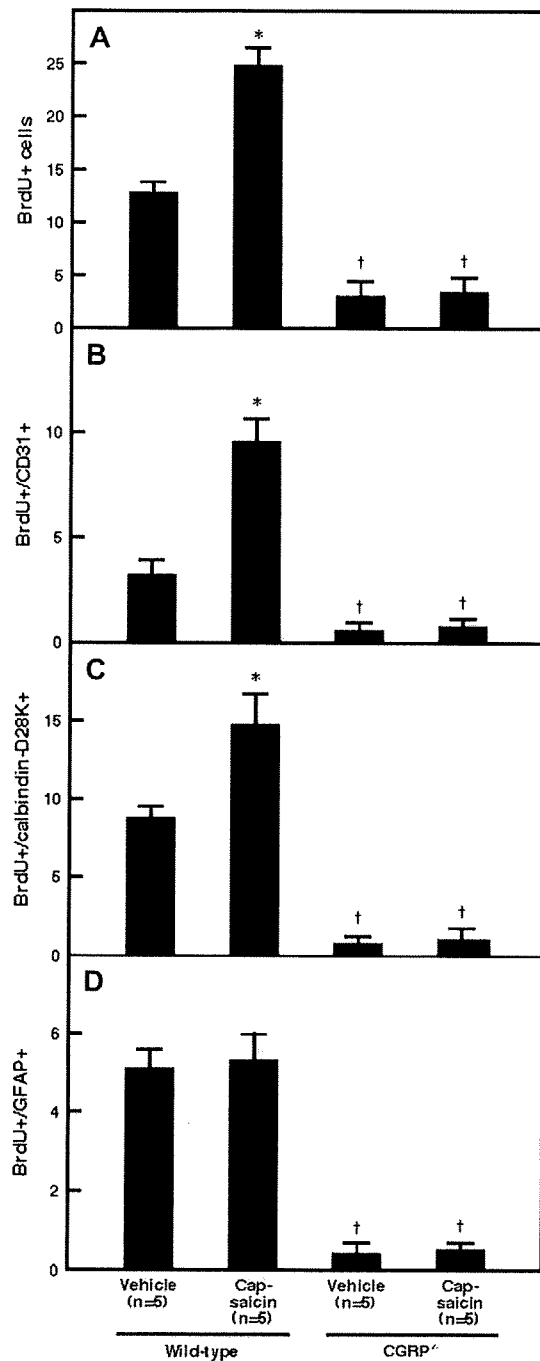 A
*
25
20
15
10
5
0
BrdU+ cells
†
†
B
*
10
5
0
BrdU+/CD31+
†
†
C
*
15
10
5
0
BrdU+/calbindin-D28K+
†
†
D
6
4
2
0
BrdU+/GFAP+
†
†
Vehicle Cap- Vehicle Cap-
(n=5) saicin (n=5) saicin
(n=5) (n=5)
Wild-type CGRP